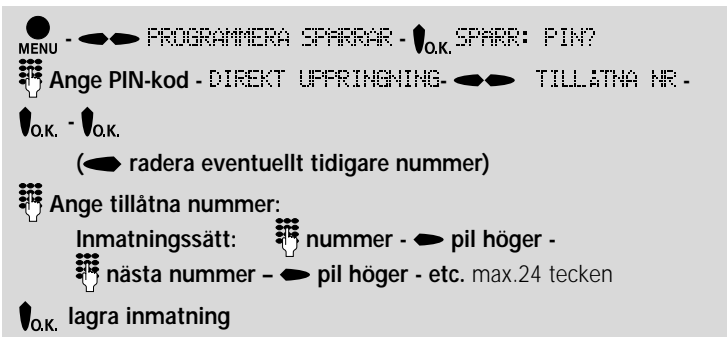 MENU - PROGRAMMERA SPÄRRAR - O.K. SPÄRR: PIN?
Ange PIN-kod - DIREKT UPPRINGNING- TILLÅTNA NR -
O.K. - O.K.
( radera eventuellt tidigare nummer)
Ange tillåtna nummer:
Inmatningssätt: nummer - pil höger -
nästa nummer – pil höger - etc. max.24 tecken
O.K. lagra inmatning